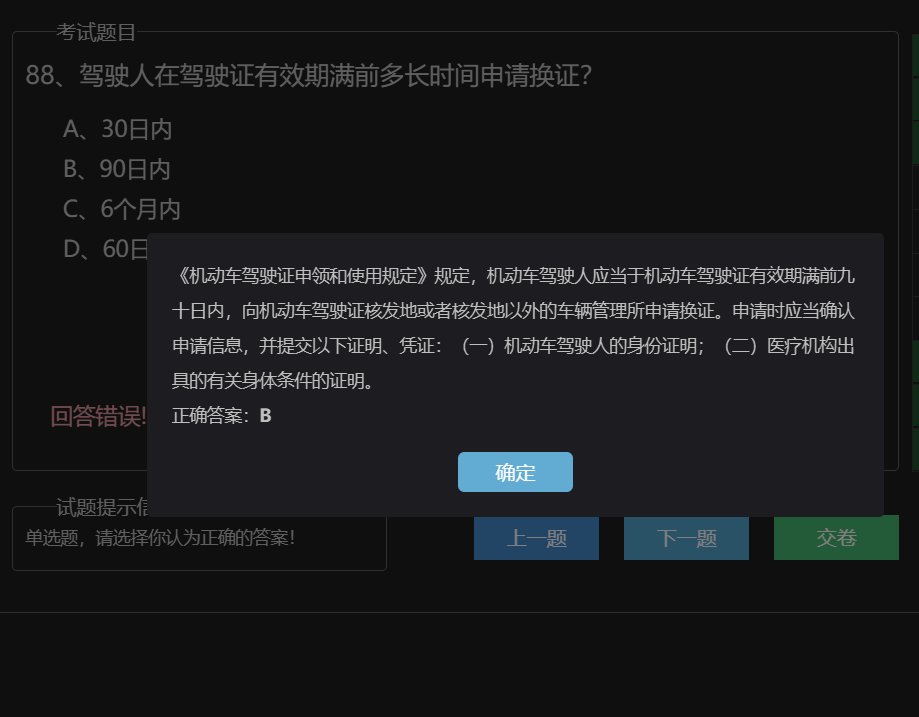 考试题目
88、驾驶人在驾驶证有效期满前多长时间申请换证?
A、30日内
B、90日内
C、6个月内
D、60日
《机动车驾驶证申领和使用规定》规定，机动车驾驶人应当于机动车驾驶证有效期满前九
十日内，向机动车驾驶证核发地或者核发地以外的车辆管理所申请换证。申请时应当确认
申请信息，并提交以下证明、凭证：（一）机动车驾驶人的身份证明；（二）医疗机构出
具的有关身体条件的证明。
正确答案：B
回答错误!
确定
试题提示信
单选题，请选择你认为正确的答案!
上一题
下一题
交卷